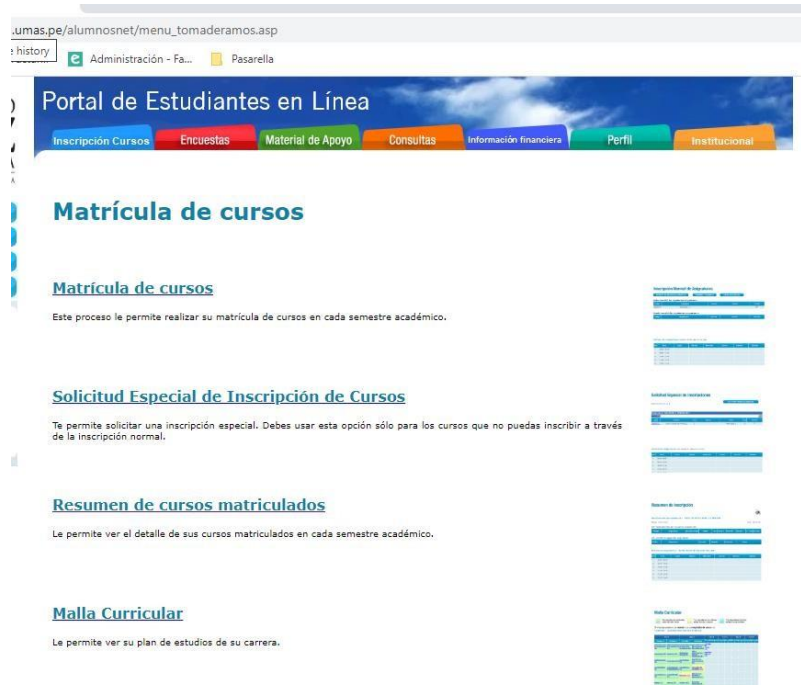 .umas.pe/alumnosnet/menu_tomaderamos.asp
history
Administración - Fa...
Pasarella
Portal de Estudiantes en Línea
Inscripción Cursos
Encuestas
Material de Apoyo
Consultas
Información financiera
Perfil
Institucional
Matrícula de cursos
Matrícula de cursos
Este proceso le permite realizar su matrícula de cursos en cada semestre académico.
Solicitud Especial de Inscripción de Cursos
Te permite solicitar una inscripción especial. Debes usar esta opción sólo para los cursos que no puedas inscribir a través
de la inscripción normal.
Resumen de cursos matriculados
Le permite ver el detalle de sus cursos matriculados en cada semestre académico.
Malla Curricular
Le permite ver su plan de estudios de su carrera.
Malla Curricular